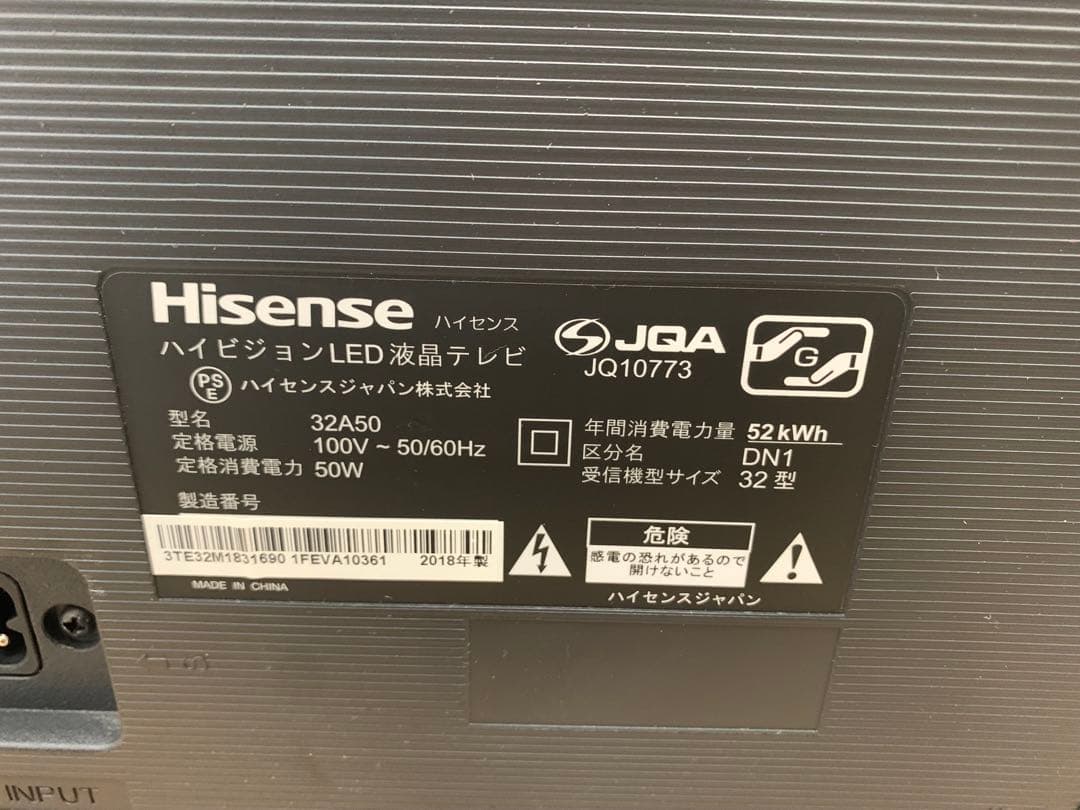 Hisense ハイセンス
ハイビジョンLED液晶テレビ
PSE ハイセンスジャパン株式会社
JQA
JQ10773
G
型名 32A50
定格電源 100V ~ 50/60Hz
定格消費電力 50W
年間消費電力量 52kWh
区分名 DN1
受信機型サイズ 32型
製造番号
3TE32M1831690 1FEVA10361 2018年製
MADE IN CHINA
危険
感電の恐れがあるので
開けないこと
ハイセンスジャパン
INPUT